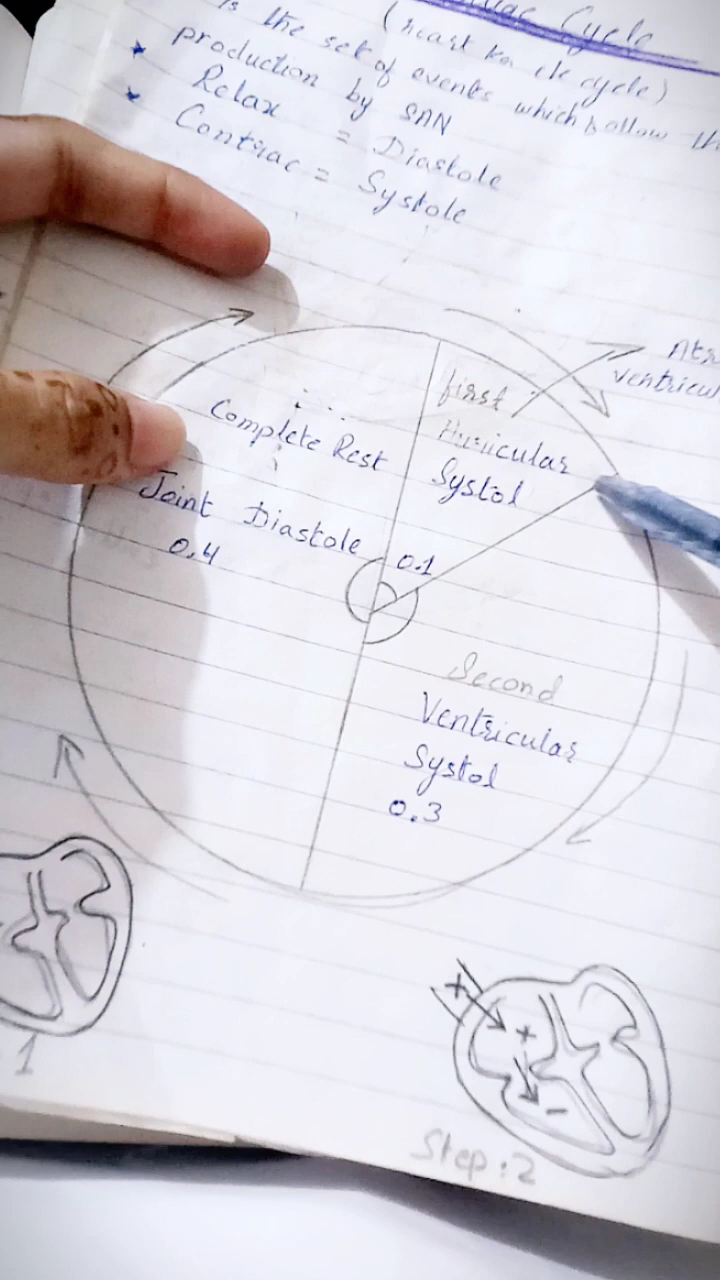 Cycle
(heart ka ek cycle)
is the set of events which follow th
production by SAN
* Relax = Diastole
* Contrac = Systole
Atr
ventricul
first
Auricular
Systol
0.1
Complete Rest
Joint Diastole
0.4
Second
Ventricular
Systol
0.3
+
+
-
1
Step:2